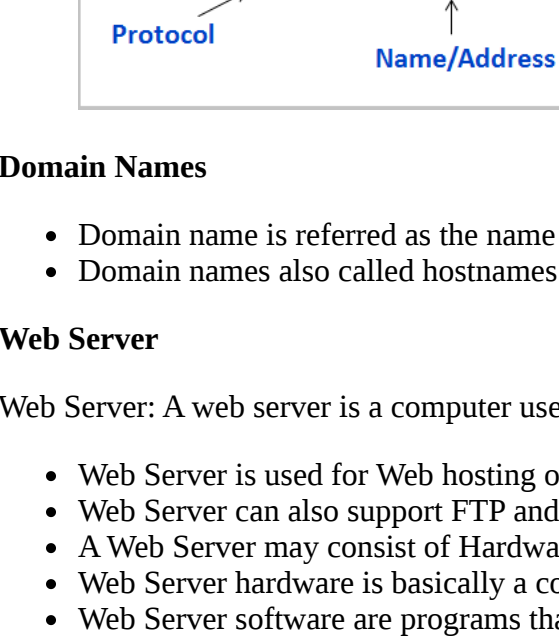 Protocol
Name/Address
Domain Names
Domain name is referred as the name
Domain names also called hostnames
Web Server
Web Server: A web server is a computer use
Web Server is used for Web hosting o
Web Server can also support FTP and
A Web Server may consist of Hardwa
Web Server hardware is basically a co
Web Server software are programs tha